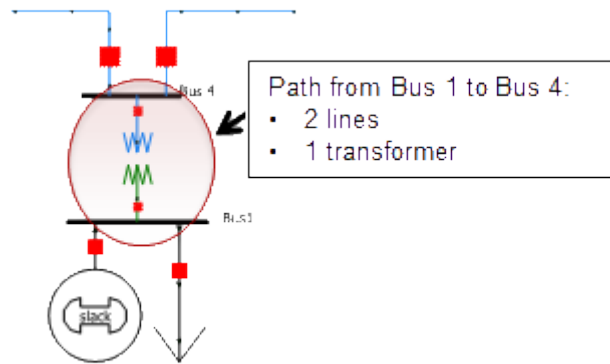 Bus 4
Path from Bus 1 to Bus 4:
• 2 lines
• 1 transformer
Bus1
slack